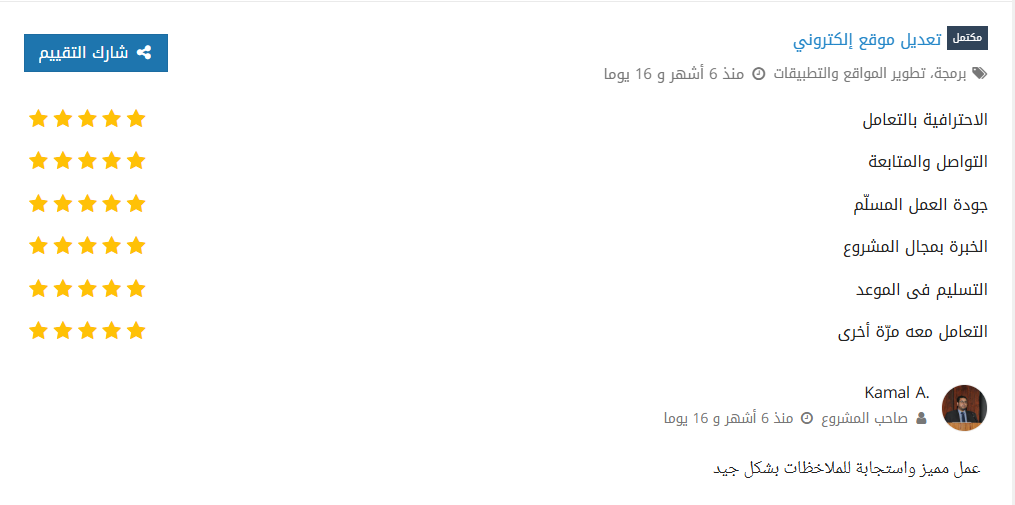 مكتمل تعديل موقع إلكتروني
شارك التقييم
برمجة، تطوير المواقع والتطبيقات منذ 6 أشهر و 16 يوما
الاحترافية بالتعامل
التواصل والمتابعة
جودة العمل المسلّم
الخبرة بمجال المشروع
التسليم فى الموعد
التعامل معه مرّة أخرى
Kamal A.
صاحب المشروع منذ 6 أشهر و 16 يوما
عمل مميز واستجابة للملاخظات بشكل جيد